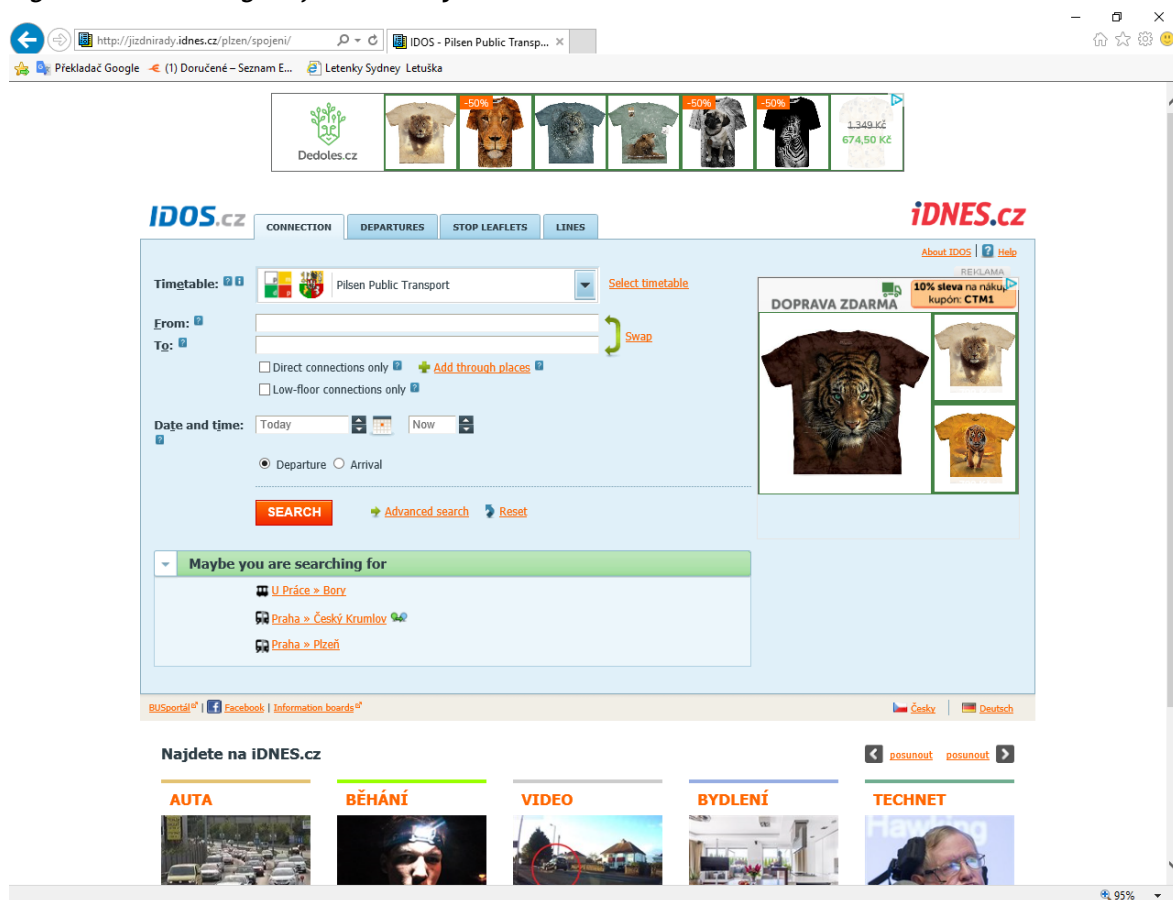 http://jizdnirady.idnes.cz/plzen/spojeni/
IDOS - Pilsen Public Transp...
Překladač Google
(1) Doručené – Seznam E...
Letenky Sydney Letuška
Dedoles.cz
-50%
-50%
-50%
1.349 Kč
674,50 Kč
IDOS.cz
CONNECTION
DEPARTURES
STOP LEAFLETS
LINES
iDNES.cz
About IDOS
Help
REKLAMA
Timetable:
Pilsen Public Transport
Select timetable
DOPRAVA ZDARMA
10% sleva na nákup
kupón: CTM1
From:
To:
Swap
Direct connections only
Add through places
Low-floor connections only
Date and time:
Today
Now
Departure
Arrival
SEARCH
Advanced search
Reset
Maybe you are searching for
U Práce » Bory
Praha » Český Krumlov
Praha » Plzeň
BUSportál | Facebook | Information boards
Česky
Deutsch
Najdete na iDNES.cz
posunout
posunout
AUTA
BĚHÁNÍ
VIDEO
BYDLENÍ
TECHNET
Hawking
95%